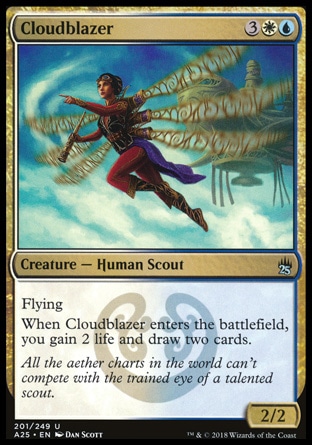 Cloudblazer 3
Creature — Human Scout
25
Flying
When Cloudblazer enters the battlefield,
you gain 2 life and draw two cards.
All the aether charts in the world can't
compete with the trained eye of a talented
scout.
2/2
201/249 U
A25 • EN Dan Scott
™ & © 2018 Wizards of the Coast